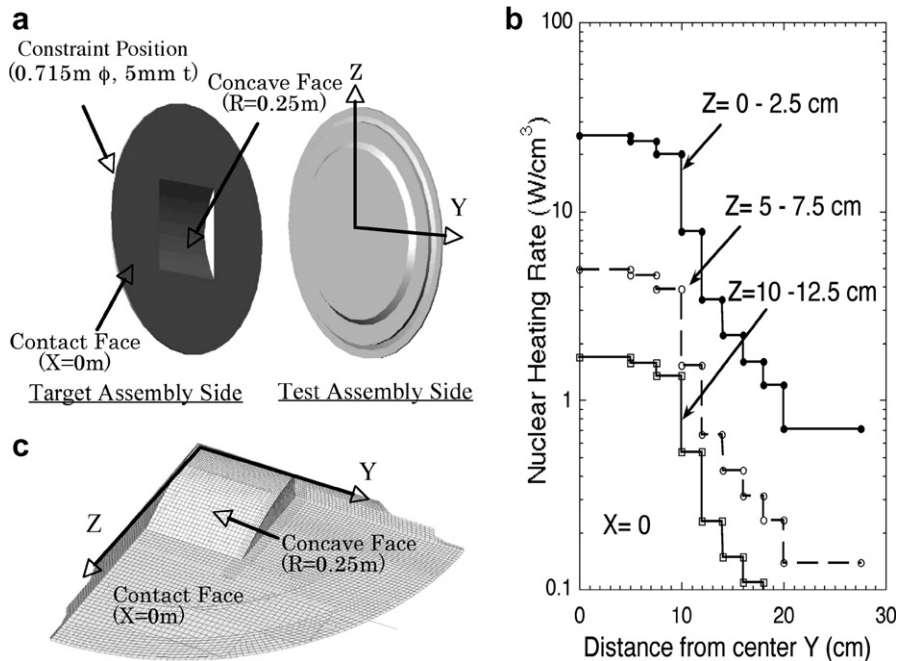 a
Constraint Position
(0.715m ϕ, 5mm t)
Concave Face
(R=0.25m)
Z
Y
Contact Face
(X=0m)
Target Assembly Side
Test Assembly Side
b
Nuclear Heating Rate (W/cm³)
100
10
1
0.1
Z= 0 - 2.5 cm
Z= 5 - 7.5 cm
Z=10 -12.5 cm
X= 0
0
10
20
30
Distance from center Y (cm)
c
Y
Z
Concave Face
(R=0.25m)
Contact Face
(X=0m)